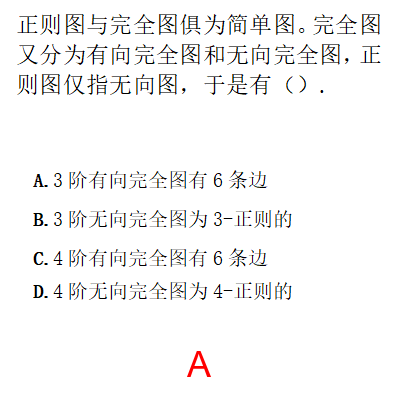 正则图与完全图俱为简单图。完全图
又分为有向完全图和无向完全图，正
则图仅指无向图，于是有（）.
A. 3 阶有向完全图有 6 条边
B. 3 阶无向完全图为 3-正则的
C. 4 阶有向完全图有 6 条边
D. 4 阶无向完全图为 4-正则的
A